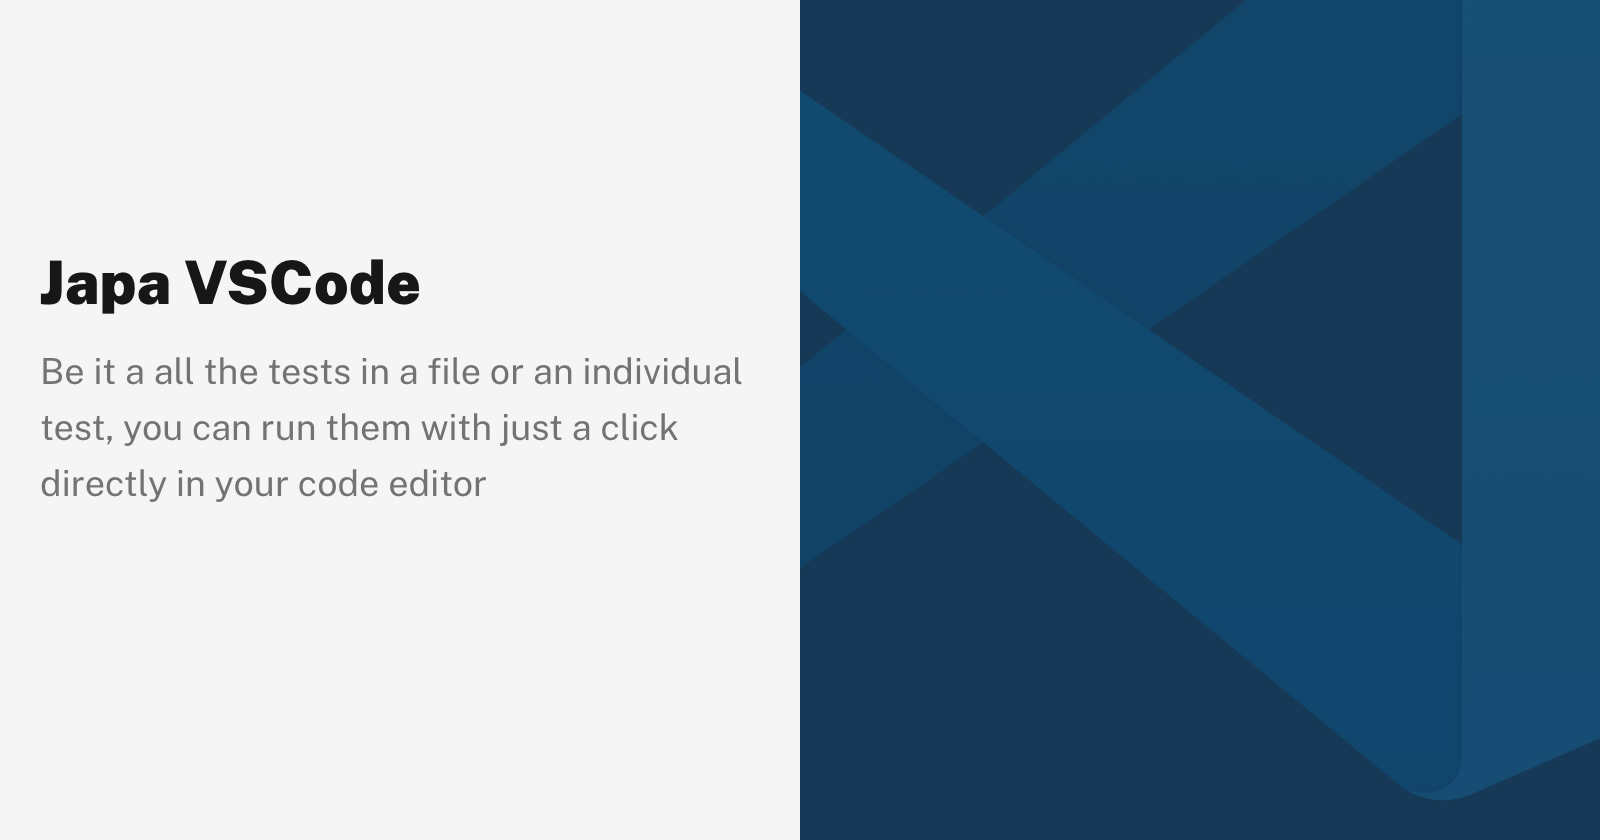 Japa VSCode
Be it a all the tests in a file or an individual
test, you can run them with just a click
directly in your code editor